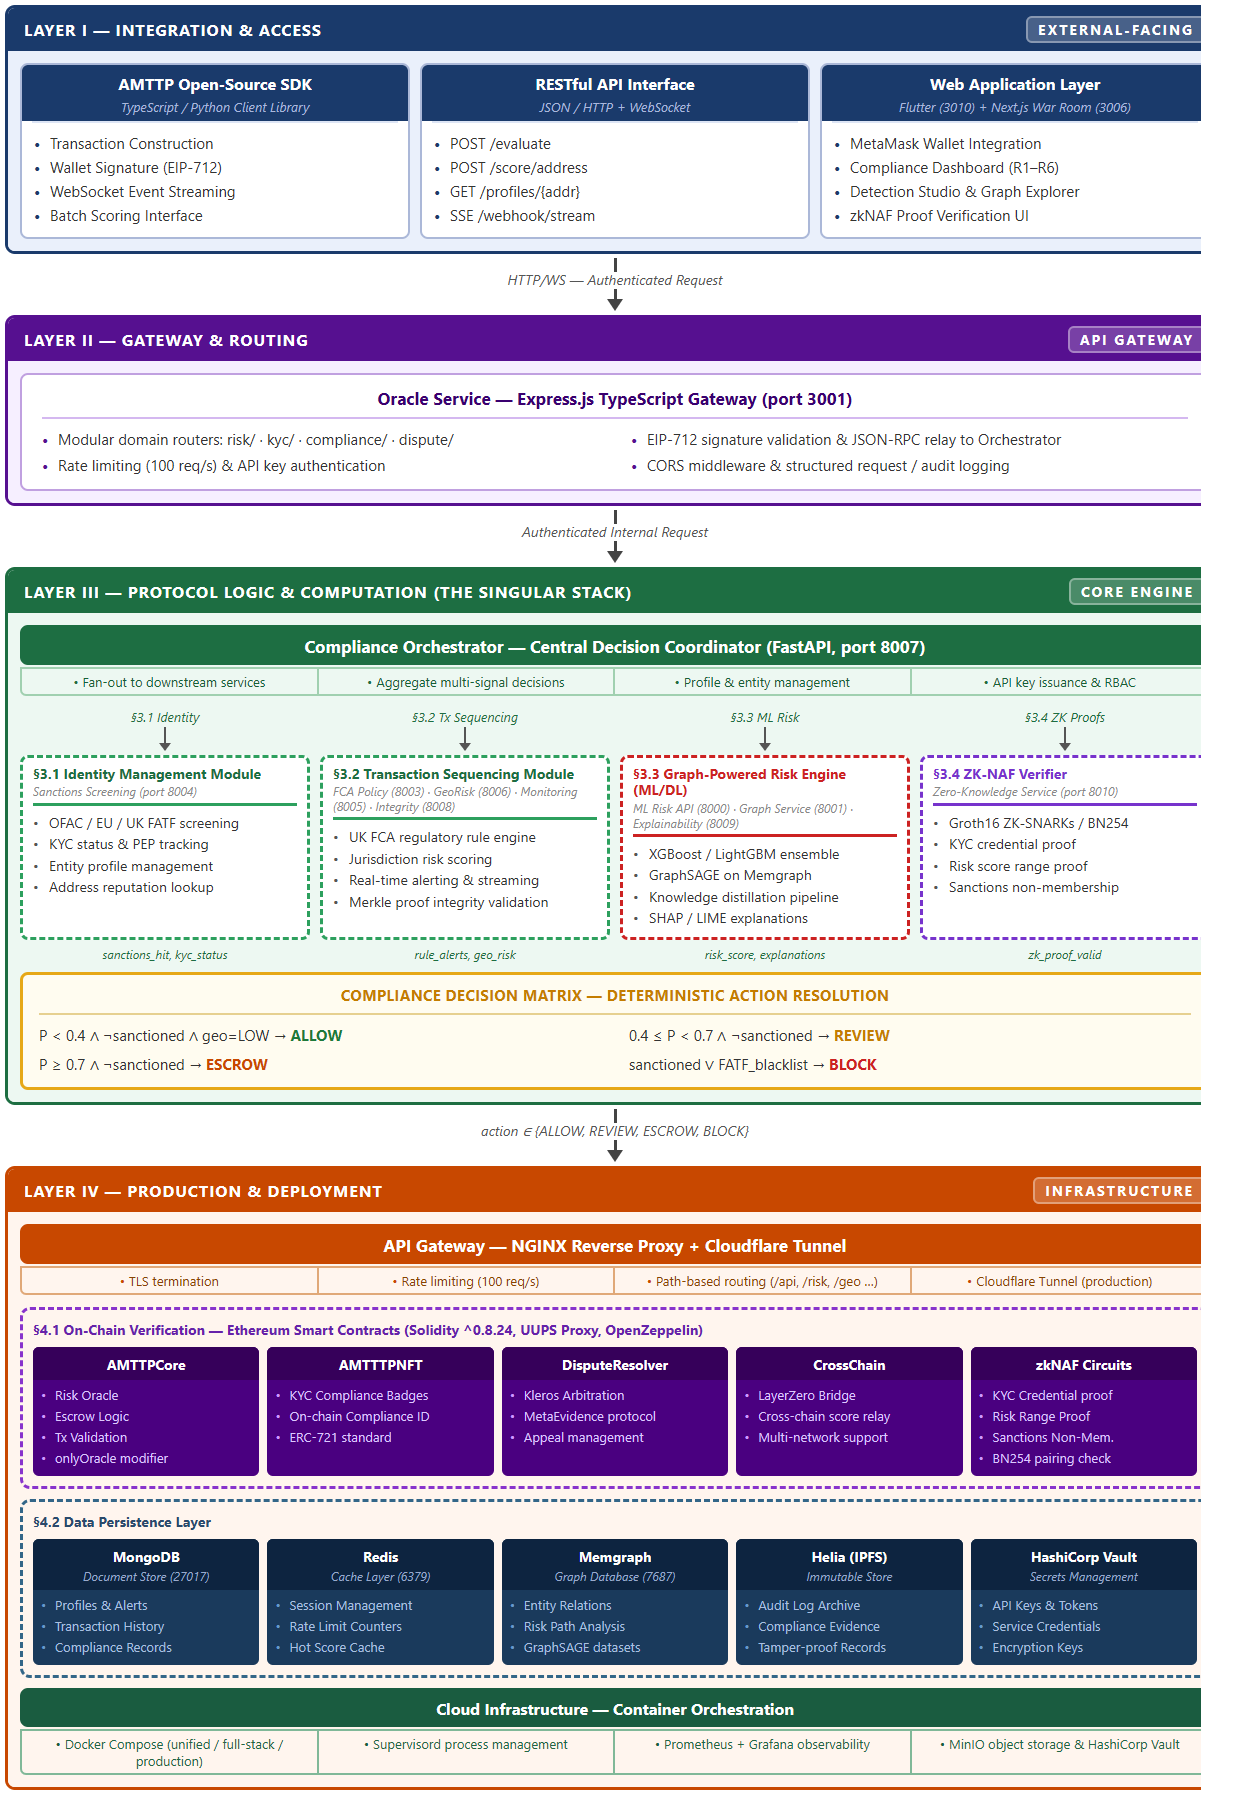 LAYER I — INTEGRATION & ACCESS
EXTERNAL-FACING
AMTTP Open-Source SDK
TypeScript / Python Client Library
• Transaction Construction
• Wallet Signature (EIP-712)
• WebSocket Event Streaming
• Batch Scoring Interface
RESTful API Interface
JSON / HTTP + WebSocket
• POST /evaluate
• POST /score/address
• GET /profiles/{addr}
• SSE /webhook/stream
Web Application Layer
Flutter (3010) + Next.js War Room (3006)
• MetaMask Wallet Integration
• Compliance Dashboard (R1–R6)
• Detection Studio & Graph Explorer
• zkNAF Proof Verification UI
HTTP/WS — Authenticated Request
LAYER II — GATEWAY & ROUTING
API GATEWAY
Oracle Service — Express.js TypeScript Gateway (port 3001)
• Modular domain routers: risk/ · kyc/ · compliance/ · dispute/
• EIP-712 signature validation & JSON-RPC relay to Orchestrator
• Rate limiting (100 req/s) & API key authentication
• CORS middleware & structured request / audit logging
Authenticated Internal Request
LAYER III — PROTOCOL LOGIC & COMPUTATION (THE SINGULAR STACK)
CORE ENGINE
Compliance Orchestrator — Central Decision Coordinator (FastAPI, port 8007)
• Fan-out to downstream services
• Aggregate multi-signal decisions
• Profile & entity management
• API key issuance & RBAC
§3.1 Identity
§3.2 Tx Sequencing
§3.3 ML Risk
§3.4 ZK Proofs
§3.1 Identity Management Module
Sanctions Screening (port 8004)
• OFAC / EU / UK FATF screening
• KYC status & PEP tracking
• Entity profile management
• Address reputation lookup
§3.2 Transaction Sequencing Module
FCA Policy (8003) · GeoRisk (8006) · Monitoring
(8005) · Integrity (8008)
• UK FCA regulatory rule engine
• Jurisdiction risk scoring
• Real-time alerting & streaming
• Merkle proof integrity validation
§3.3 Graph-Powered Risk Engine
(ML/DL)
ML Risk API (8000) · Graph Service (8001) ·
Explainability (8009)
• XGBoost / LightGBM ensemble
• GraphSAGE on Memgraph
• Knowledge distillation pipeline
• SHAP / LIME explanations
§3.4 ZK-NAF Verifier
Zero-Knowledge Service (port 8010)
• Groth16 ZK-SNARKs / BN254
• KYC credential proof
• Risk score range proof
• Sanctions non-membership
sanctions_hit, kyc_status
rule_alerts, geo_risk
risk_score, explanations
zk_proof_valid
COMPLIANCE DECISION MATRIX — DETERMINISTIC ACTION RESOLUTION
P < 0.4 ∧ ¬sanctioned ∧ geo=LOW → ALLOW
0.4 ≤ P < 0.7 ∧ ¬sanctioned → REVIEW
P ≥ 0.7 ∧ ¬sanctioned → ESCROW
sanctioned ∨ FATF_blacklist → BLOCK
action ∈ {ALLOW, REVIEW, ESCROW, BLOCK}
LAYER IV — PRODUCTION & DEPLOYMENT
INFRASTRUCTURE
API Gateway — NGINX Reverse Proxy + Cloudflare Tunnel
• TLS termination
• Rate limiting (100 req/s)
• Path-based routing (/api, /risk, /geo ...)
• Cloudflare Tunnel (production)
§4.1 On-Chain Verification — Ethereum Smart Contracts (Solidity ^0.8.24, UUPS Proxy, OpenZeppelin)
AMTTPCore
• Risk Oracle
• Escrow Logic
• Tx Validation
• onlyOracle modifier
AMTTTPNFT
• KYC Compliance Badges
• On-chain Compliance ID
• ERC-721 standard
DisputeResolver
• Kleros Arbitration
• MetaEvidence protocol
• Appeal management
CrossChain
• LayerZero Bridge
• Cross-chain score relay
• Multi-network support
zkNAF Circuits
• KYC Credential proof
• Risk Range Proof
• Sanctions Non-Mem.
• BN254 pairing check
§4.2 Data Persistence Layer
MongoDB
Document Store (27017)
• Profiles & Alerts
• Transaction History
• Compliance Records
Redis
Cache Layer (6379)
• Session Management
• Rate Limit Counters
• Hot Score Cache
Memgraph
Graph Database (7687)
• Entity Relations
• Risk Path Analysis
• GraphSAGE datasets
Helia (IPFS)
Immutable Store
• Audit Log Archive
• Compliance Evidence
• Tamper-proof Records
HashiCorp Vault
Secrets Management
• API Keys & Tokens
• Service Credentials
• Encryption Keys
Cloud Infrastructure — Container Orchestration
• Docker Compose (unified / full-stack /
production)
• Supervisord process management
• Prometheus + Grafana observability
• MinIO object storage & HashiCorp Vault